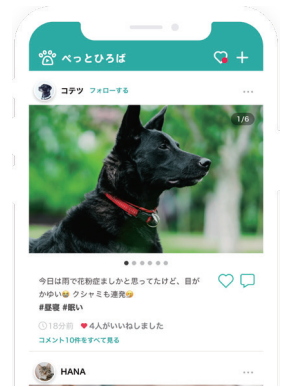 ぺっとひろば
コテツ フォローする
1/6
今日は雨で花粉症ましかと思ってたけど、目が
かゆい😂 クシャミも連発🤧
#昼寝 #眠い
18分前 ❤4人がいいねしました
コメント10件をすべて見る
HANA